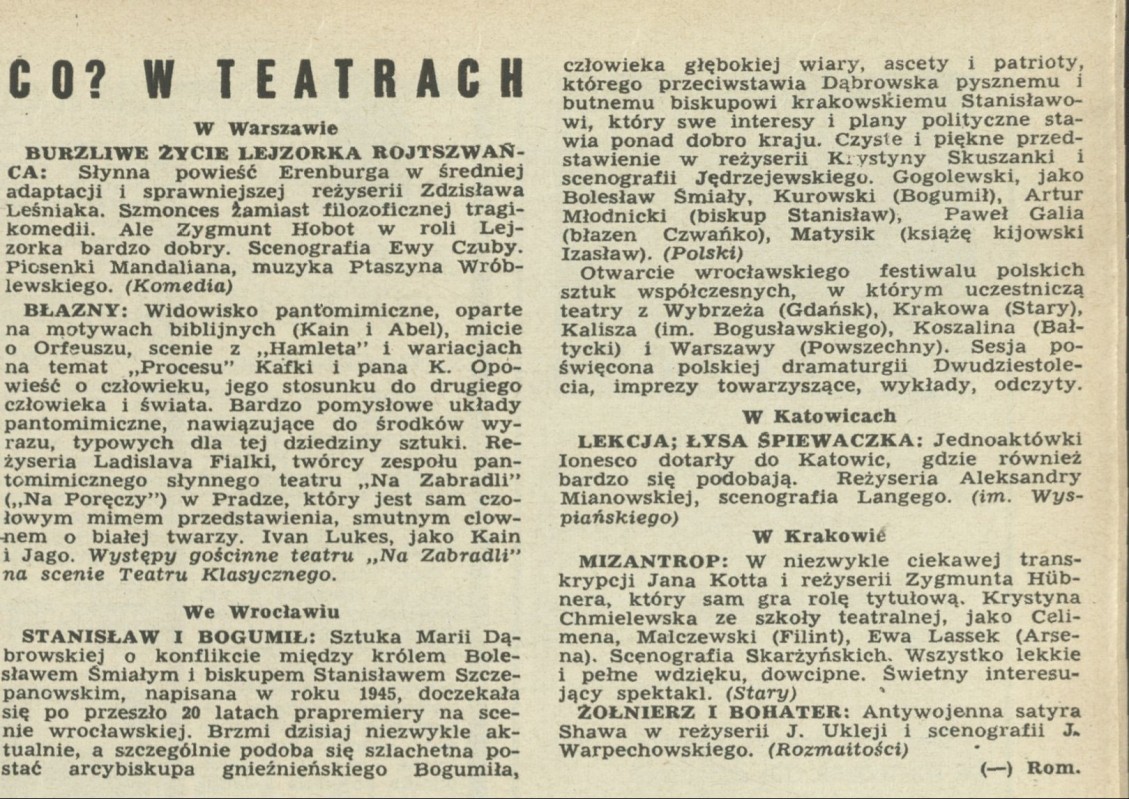 CO? W TEATRACH
W Warszawie
BURZLIWE ŻYCIE LEJZORKA ROJTSZWAŃ-
CA: Słynna powieść Erenburga w średniej
adaptacji i sprawniejszej reżyserii Zdzisława
Leśniaka. Szmonces zamiast filozoficznej tragi-
komedii. Ale Zygmunt Hobot w roli Lej-
zorka bardzo dobry. Scenografia Ewy Czuby.
Piosenki Mandaliana, muzyka Ptaszyna Wrób-
lewskiego. (Komedia)
BŁAZNY: Widowisko pantomimiczne, oparte
na motywach biblijnych (Kain i Abel), micie
o Orfeuszu, scenie z „Hamleta" i wariacjach
na temat „Procesu" Kafki i pana K. Opo-
wieść o człowieku, jego stosunku do drugiego
człowieka i świata. Bardzo pomysłowe układy
pantomimiczne, nawiązujące do środków wy-
razu, typowych dla tej dziedziny sztuki. Re-
żyseria Ladislava Fialki, twórcy zespołu pan-
tomimicznego słynnego teatru „Na Zabradli"
(„Na Poręczy") w Pradze, który jest sam czo-
łowym mimem przedstawienia, smutnym clow-
nem o białej twarzy. Ivan Lukes, jako Kain
i Jago. Występy gościnne teatru „Na Zabradli"
na scenie Teatru Klasycznego.
We Wrocławiu
STANISŁAW I BOGUMIŁ: Sztuka Marii Dą-
browskiej o konflikcie między królem Bole-
sławem Śmiałym i biskupem Stanisławem Szcze-
panowskim, napisana w roku 1945, doczekała
się po przeszło 20 latach prapremiery na sce-
nie wrocławskiej. Brzmi dzisiaj niezwykle ak-
tualnie, a szczególnie podoba się szlachetna po-
stać arcybiskupa gnieźnieńskiego Bogumiła,
człowieka głębokiej wiary, ascety i patrioty,
którego przeciwstawia Dąbrowska pysznemu i
butnemu biskupowi krakowskiemu Stanisławo-
wi, który swe interesy i plany polityczne sta-
wia ponad dobro kraju. Czyste i piękne przed-
stawienie w reżyserii Krystyny Skuszanki i
scenografii Jędrzejewskiego. Gogolewski, jako
Bolesław Śmiały, Kurowski (Bogumił), Artur
Młodnicki (biskup Stanisław), Paweł Galia
(błazen Czwańko), Matysik (książę kijowski
Izasław). (Polski)
Otwarcie wrocławskiego festiwalu polskich
sztuk współczesnych, w którym uczestniczą
teatry z Wybrzeża (Gdańsk), Krakowa (Stary),
Kalisza (im. Bogusławskiego), Koszalina (Bał-
tycki) i Warszawy (Powszechny). Sesja po-
święcona polskiej dramaturgii Dwudziestole-
cia, imprezy towarzyszące, wykłady, odczyty.
W Katowicach
LEKCJA; ŁYSA ŚPIEWACZKA: Jednoaktówki
Ionesco dotarły do Katowic, gdzie również
bardzo się podobają. Reżyseria Aleksandry
Mianowskiej, scenografia Langego. (im. Wys-
piańskiego)
W Krakowie
MIZANTROP: W niezwykle ciekawej trans-
krypcji Jana Kotta i reżyserii Zygmunta Hüb-
nera, który sam gra rolę tytułową. Krystyna
Chmielewska ze szkoły teatralnej, jako Celi-
mena, Malczewski (Filint), Ewa Lassek (Arse-
na). Scenografia Skarżyńskich. Wszystko lekkie
i pełne wdzięku, dowcipne. Świetny interesu-
jący spektakl. (Stary)
ŻOŁNIERZ I BOHATER: Antywojenna satyra
Shawa w reżyserii J. Ukleji i scenografii J.
Warpechowskiego. (Rozmaitości)
(—) Rom.